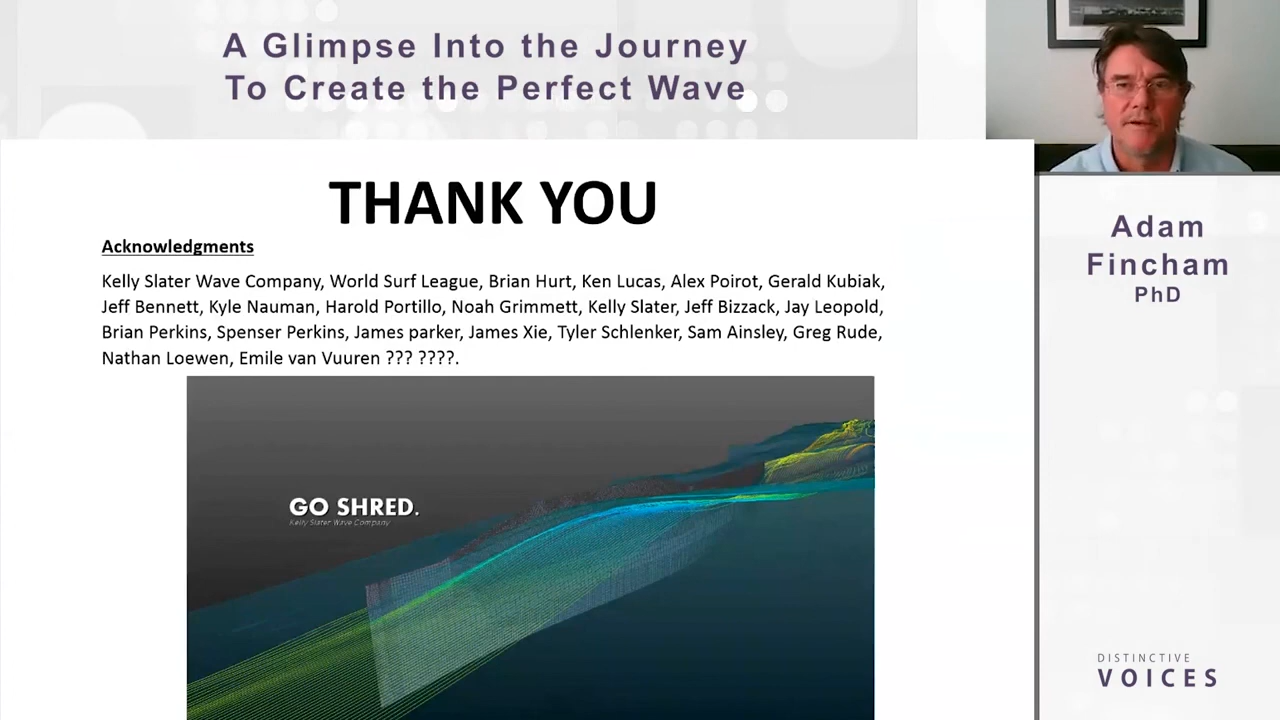 A Glimpse Into the Journey
To Create the Perfect Wave
THANK YOU
Acknowledgments
Kelly Slater Wave Company, World Surf League, Brian Hurt, Ken Lucas, Alex Poirot, Gerald Kubiak,
Jeff Bennett, Kyle Nauman, Harold Portillo, Noah Grimmett, Kelly Slater, Jeff Bizzack, Jay Leopold,
Brian Perkins, Spenser Perkins, James parker, James Xie, Tyler Schlenker, Sam Ainsley, Greg Rude,
Nathan Loewen, Emile van Vuuren ??? ????.
GO SHRED.
Kelly Slater Wave Company
Adam
Fincham
PhD
DISTINCTIVE
VOICES